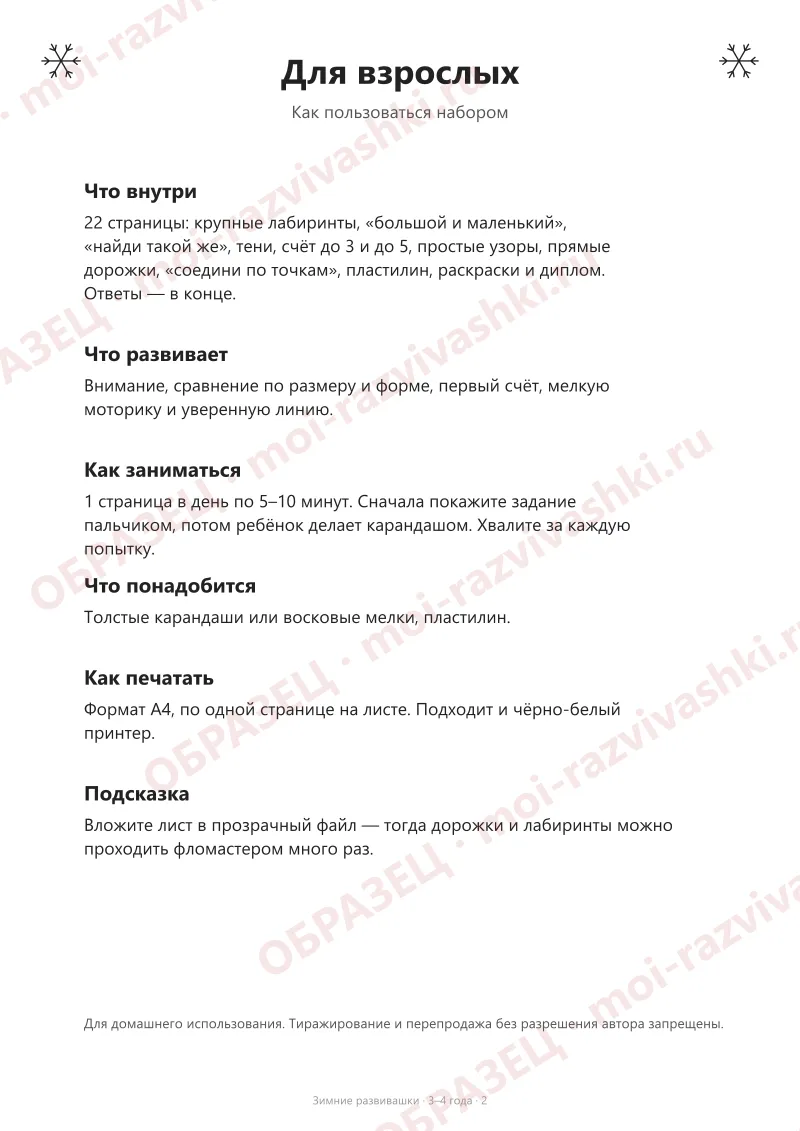 Для взрослых
Как пользоваться набором
Что внутри
22 страницы: крупные лабиринты, «большой и маленький»,
«найди такой же», тени, счёт до 3 и до 5, простые узоры, прямые
дорожки, «соедини по точкам», пластилин, раскраски и диплом.
Ответы — в конце.
Что развивает
Внимание, сравнение по размеру и форме, первый счёт, мелкую
моторику и уверенную линию.
Как заниматься
1 страница в день по 5–10 минут. Сначала покажите задание
пальчиком, потом ребёнок делает карандашом. Хвалите за каждую
попытку.
Что понадобится
Толстые карандаши или восковые мелки, пластилин.
Как печатать
Формат А4, по одной странице на листе. Подходит и чёрно-белый
принтер.
Подсказка
Вложите лист в прозрачный файл — тогда дорожки и лабиринты можно
проходить фломастером много раз.
Для домашнего использования. Тиражирование и перепродажа без разрешения автора запрещены.
Зимние развивашки · 3–4 года · 2
ОБРАЗЕЦ · moi-razvivashki.ru